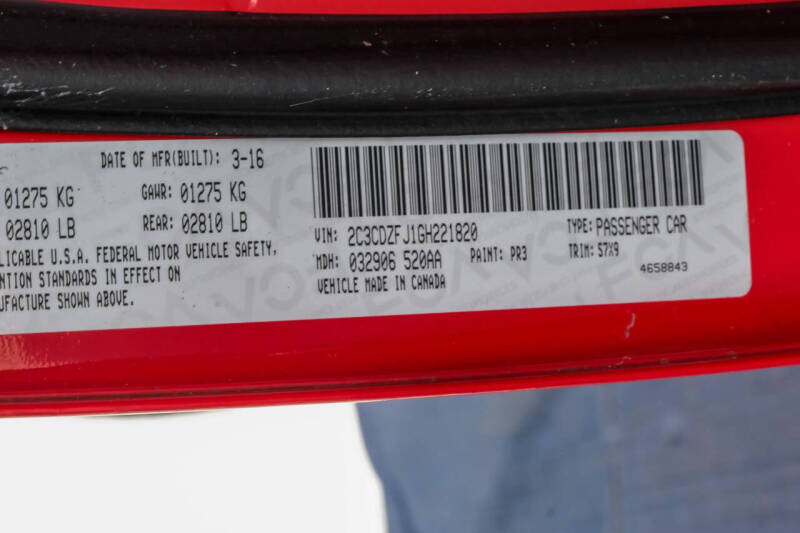 DATE OF MFR(BUILT): 3-16
01275 KG GAWR: 01275 KG
02810 LB REAR: 02810 LB
LICABLE U.S.A. FEDERAL MOTOR VEHICLE SAFETY,
NTION STANDARDS IN EFFECT ON
UFACTURE SHOWN ABOVE.
VIN: 2C3CDZFJ1GH221820 TYPE: PASSENGER CAR
MDH: 032906 520AA PAINT: PR3 TRIM: S7X9
VEHICLE MADE IN CANADA 4658843